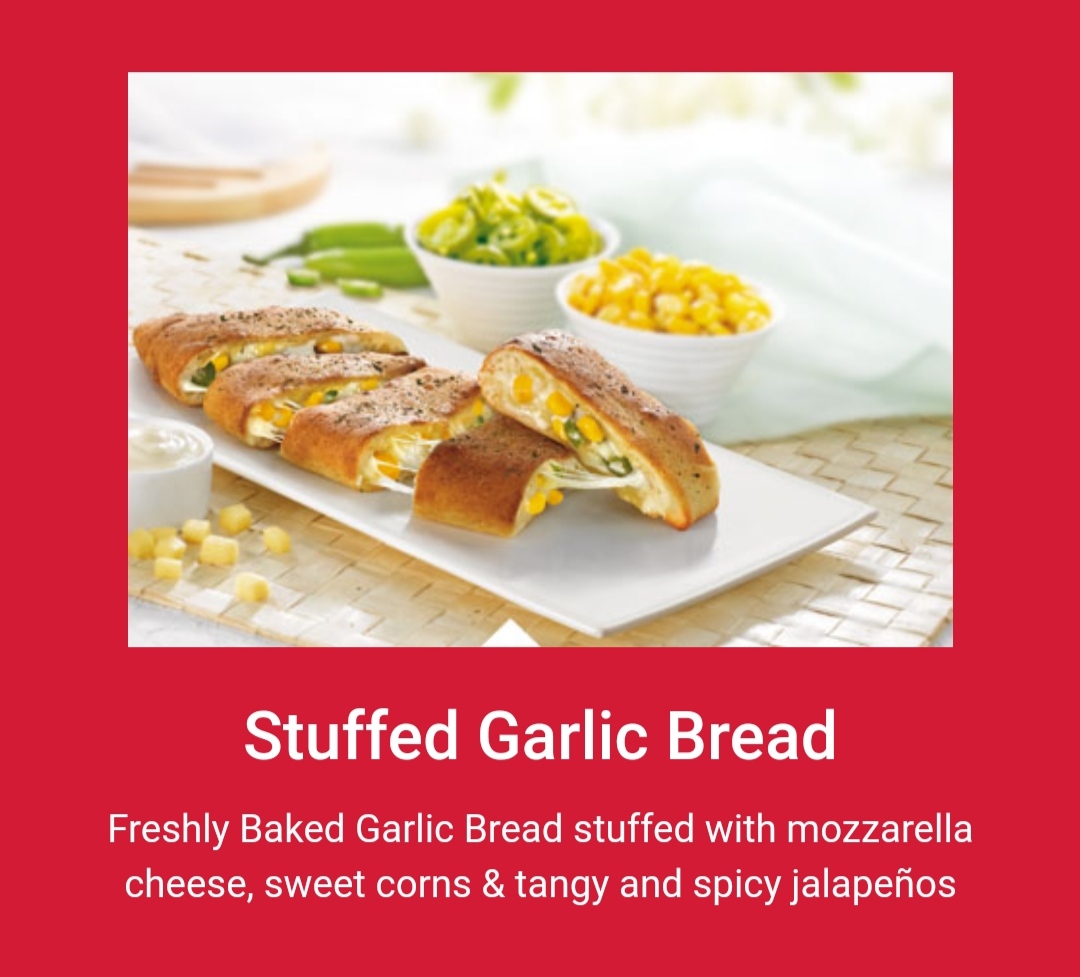 Stuffed Garlic Bread
Freshly Baked Garlic Bread stuffed with mozzarella
cheese, sweet corns & tangy and spicy jalapeños